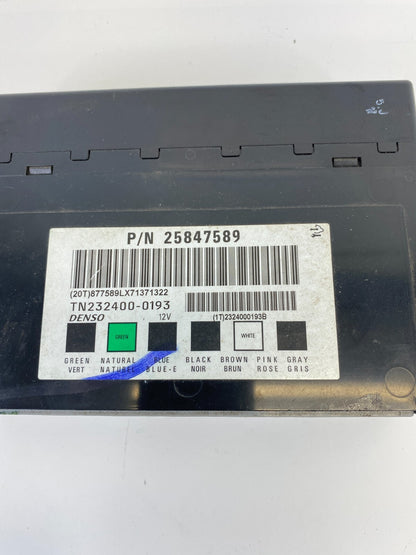 P/N 25847589
(20T)877589LX71371322
TN232400-0193
DENSO 12V (1T)2324000193B
GREEN WHITE
GREEN NATURAL BLUE BLACK BROWN PINK GRAY
VERT NATUREL BLUE-E NOIR BRUN ROSE GRIS